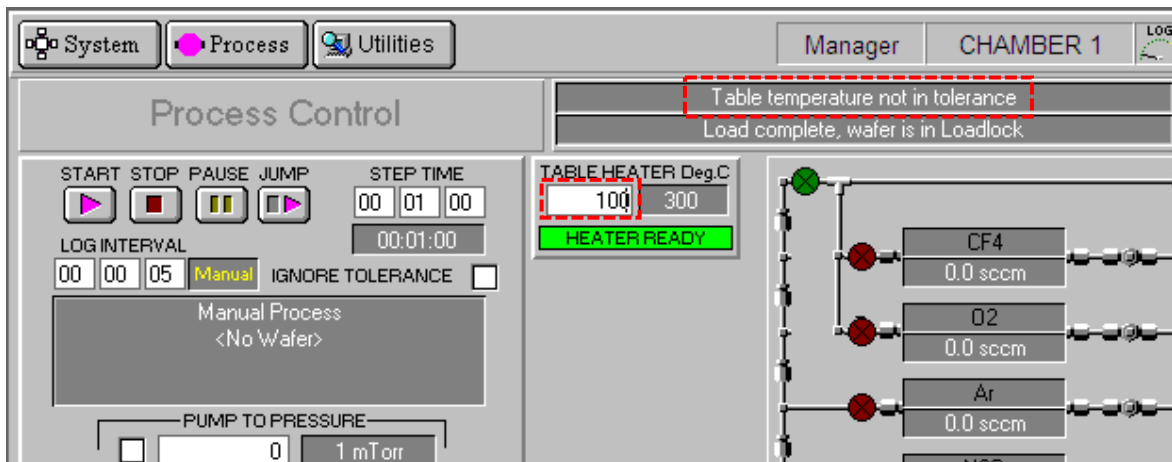 System Process Utilities Manager CHAMBER 1 LOG
Process Control
Table temperature not in tolerance
Load complete, wafer is in Loadlock
START STOP PAUSE JUMP STEP TIME
00 01 00
00:01:00
LOG INTERVAL
00 00 05 Manual IGNORE TOLERANCE
Manual Process
<No Wafer>
PUMP TO PRESSURE
0 1 mTorr
TABLE HEATER Deg.C
100 300
HEATER READY
CF4
0.0 sccm
O2
0.0 sccm
Ar
0.0 sccm